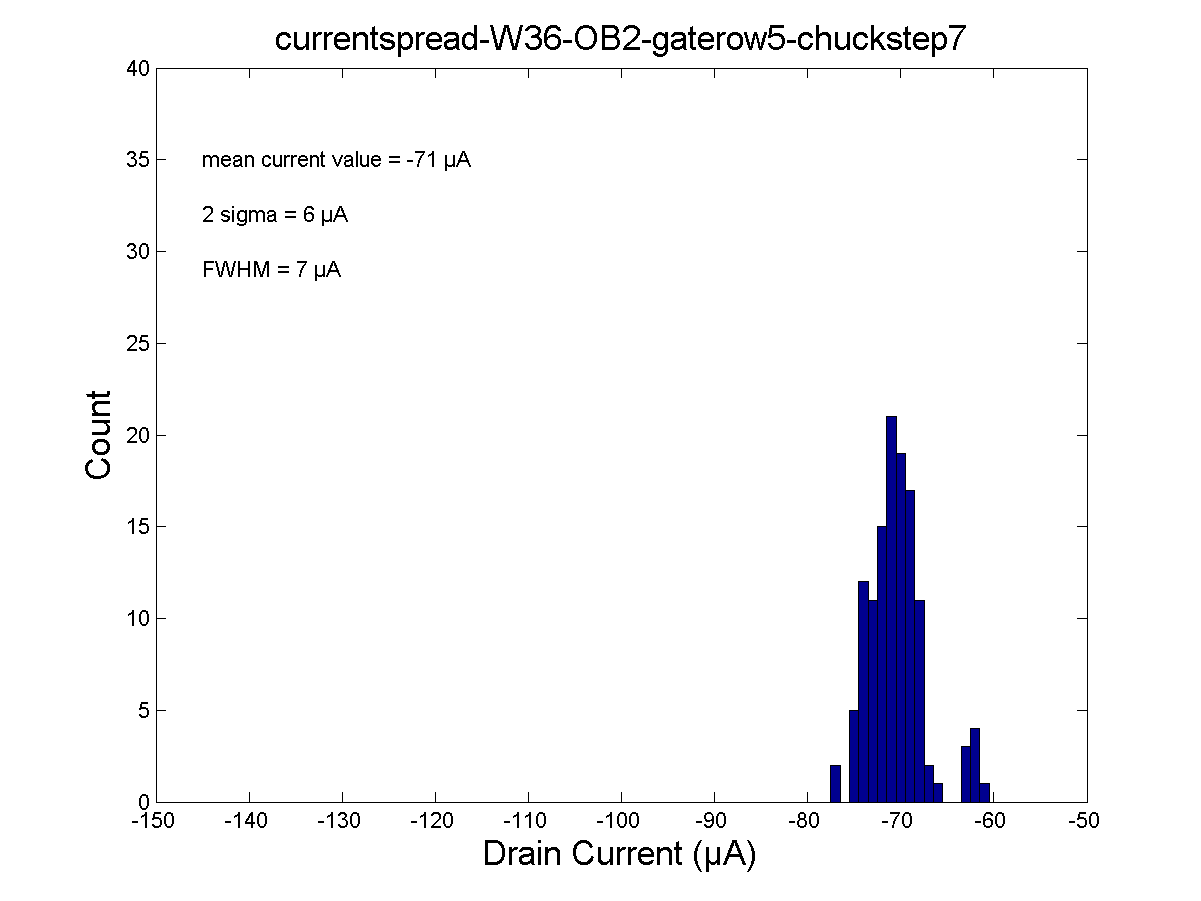 currentspread-W36-OB2-gaterow5-chuckstep7
40
35
30
25
20
15
10
5
0
mean current value = -71 µA
2 sigma = 6 µA
FWHM = 7 µA
Count
-150 -140 -130 -120 -110 -100 -90 -80 -70 -60 -50
Drain Current (µA)